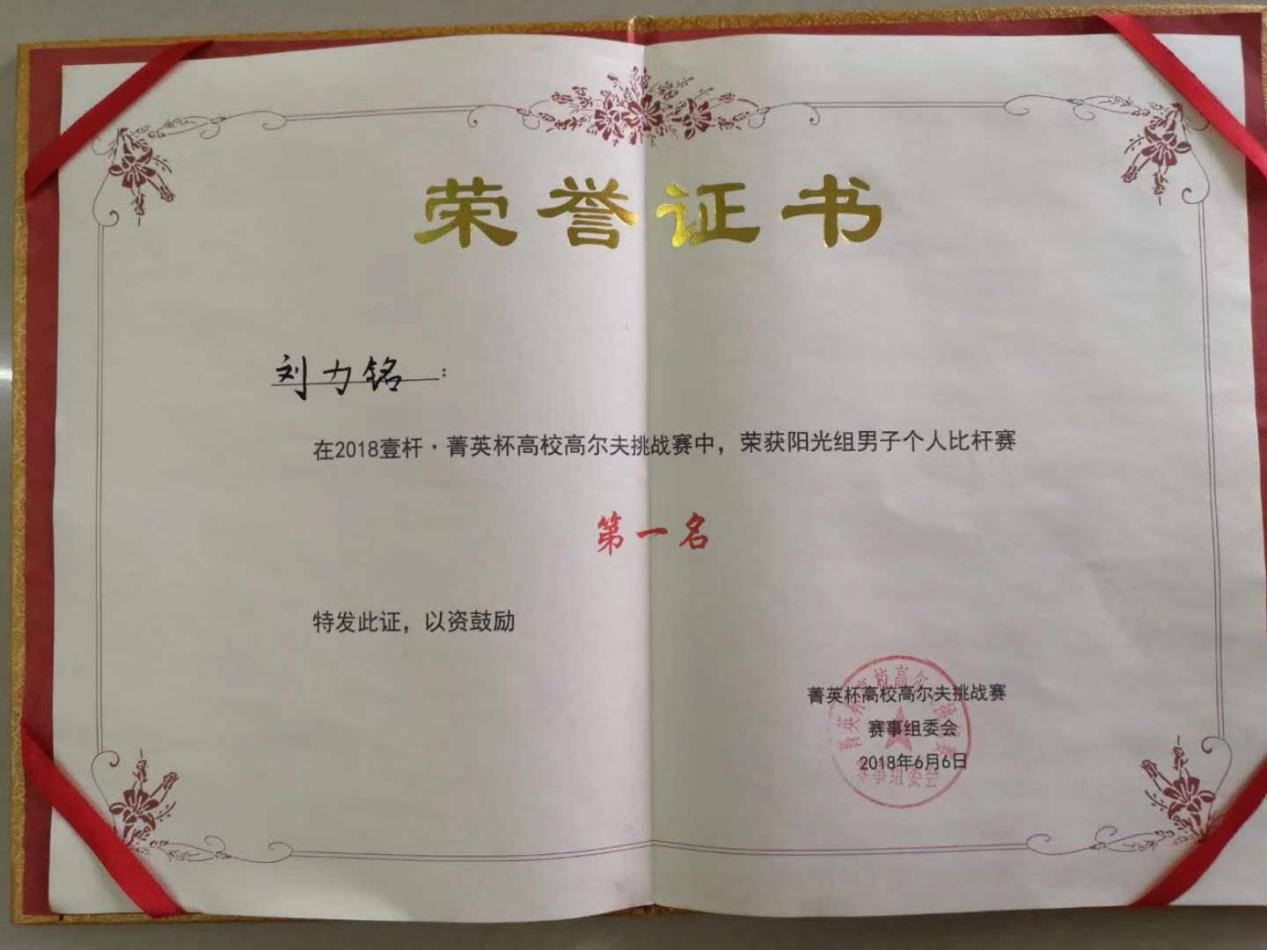 荣誉证书
刘力铭:
在2018壹杆·菁英杯高校高尔夫挑战赛中，荣获阳光组男子个人比杆赛
第一名
特发此证，以资鼓励
菁英杯高校高尔夫挑战赛
赛事组委会
2018年6月6日